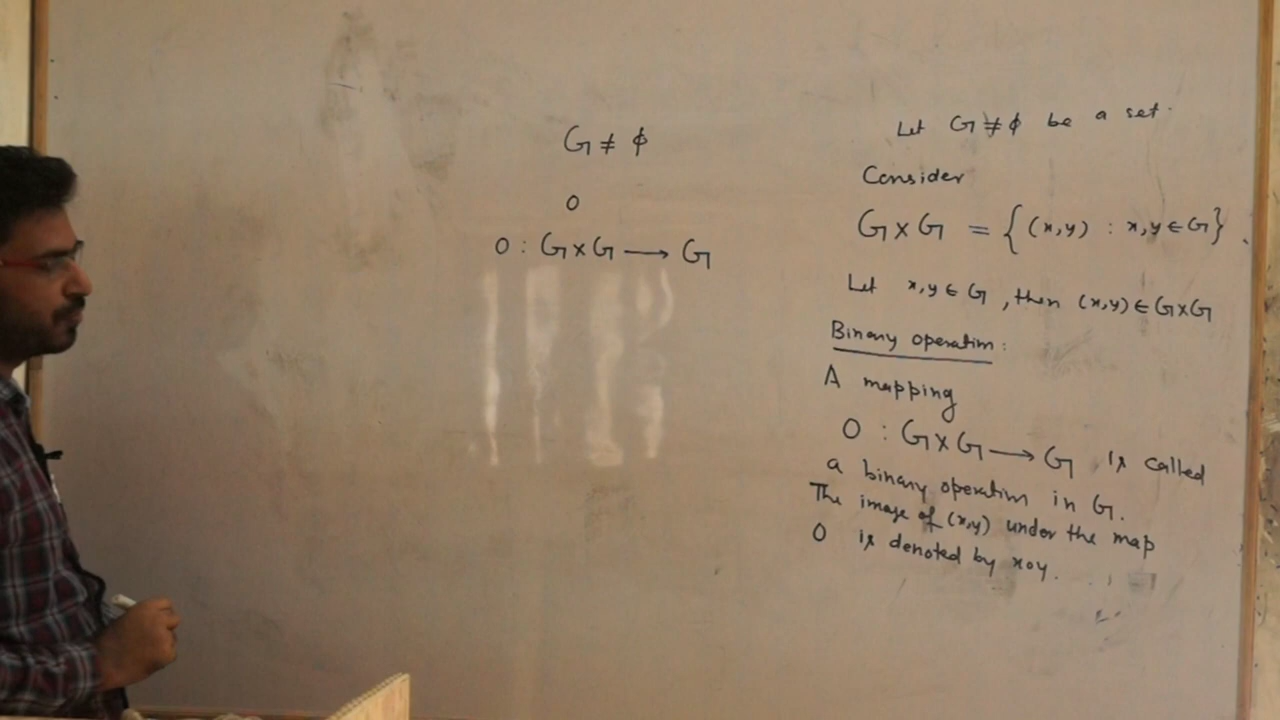 G ≠ ϕ
o
o : G×G ⟶ G
Let G ≠ ϕ be a set.
Consider
G×G = {(x,y) : x,y ∈ G}.
Let x,y ∈ G, then (x,y) ∈ G×G
Binary operation:
A mapping
o : G×G ⟶ G is called
a binary operation in G.
The image of (x,y) under the map
o is denoted by xoy.